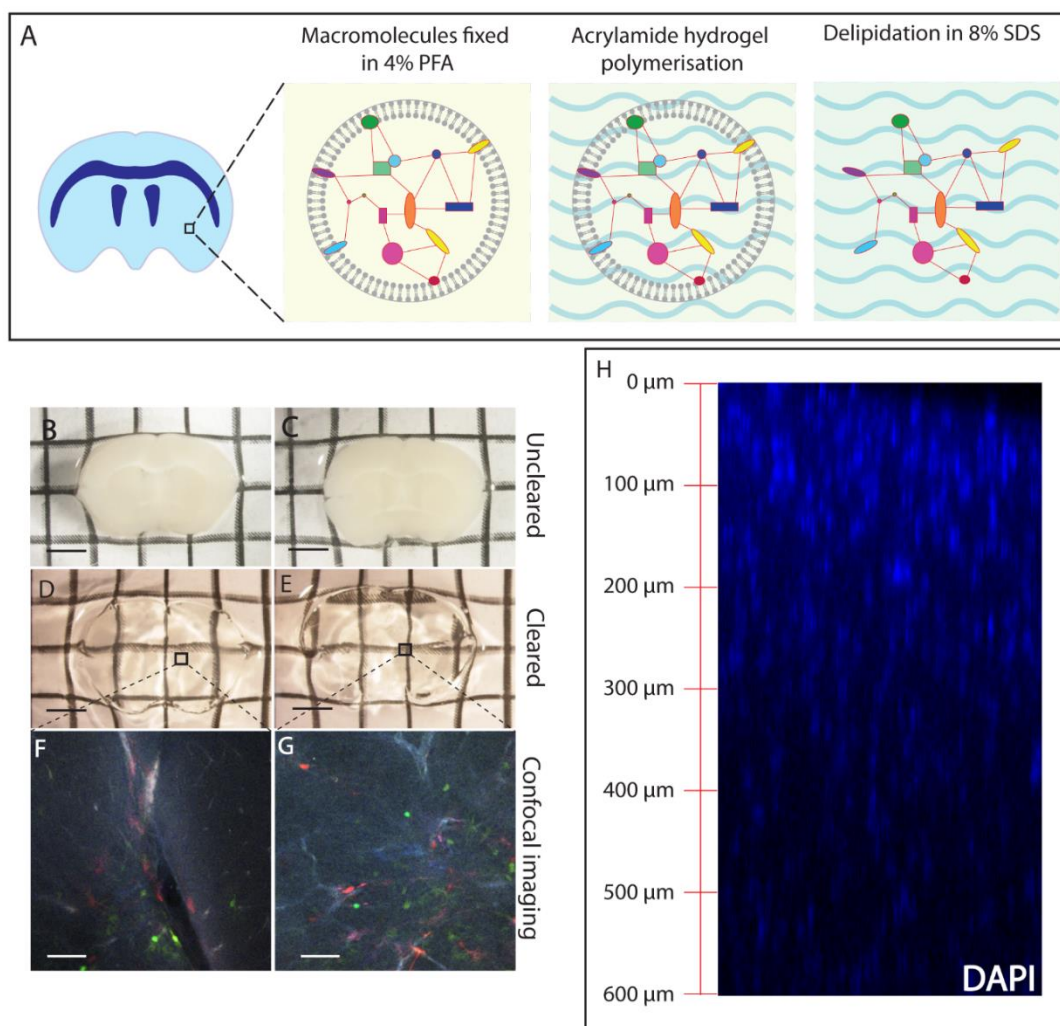 A
Macromolecules fixed
in 4% PFA
Acrylamide hydrogel
polymerisation
Delipidation in 8% SDS
B
C
Uncleared
D
E
Cleared
F
G
Confocal imaging
H
0 µm
100 µm
200 µm
300 µm
400 µm
500 µm
600 µm
DAPI